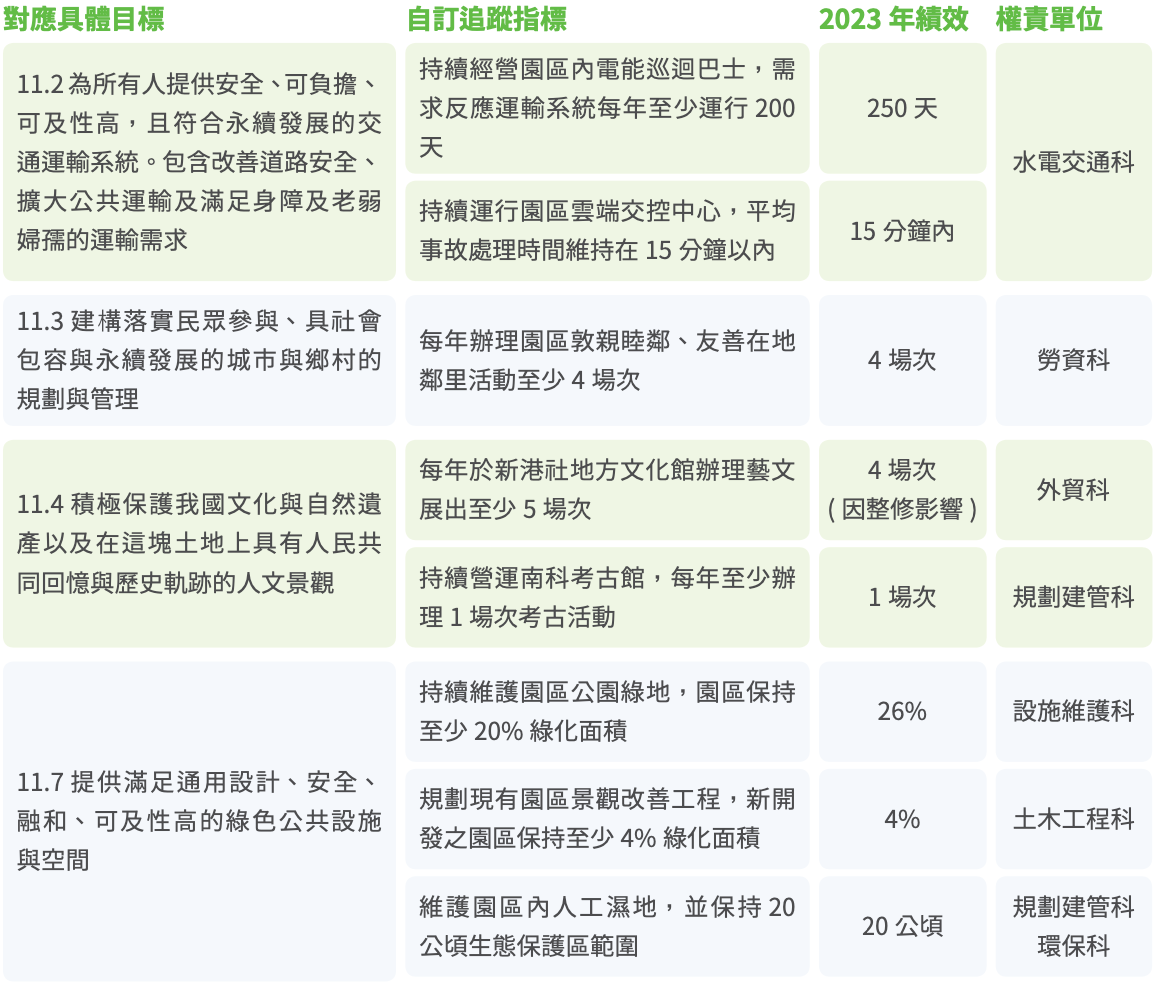 對應具體目標
自訂追蹤指標
2023 年績效
權責單位
11.2 為所有人提供安全、可負擔、
可及性高，且符合永續發展的交
通運輸系統。包含改善道路安全、
擴大公共運輸及滿足身障及老弱
婦孺的運輸需求
持續經營園區內電能巡迴巴士，需
求反應運輸系統每年至少運行 200
天
250 天
水電交通科
持續運行園區雲端交控中心，平均
事故處理時間維持在 15 分鐘以內
15 分鐘內
11.3 建構落實民眾參與、具社會
包容與永續發展的城市與鄉村的
規劃與管理
每年辦理園區敦親睦鄰、友善在地
鄰里活動至少 4 場次
4 場次
勞資科
11.4 積極保護我國文化與自然遺
產以及在這塊土地上具有人民共
同回憶與歷史軌跡的人文景觀
每年於新港社地方文化館辦理藝文
展出至少 5 場次
4 場次
( 因整修影響 )
外貿科
持續營運南科考古館，每年至少辦
理 1 場次考古活動
1 場次
規劃建管科
11.7 提供滿足通用設計、安全、
融和、可及性高的綠色公共設施
與空間
持續維護園區公園綠地，園區保持
至少 20% 綠化面積
26%
設施維護科
規劃現有園區景觀改善工程，新開
發之園區保持至少 4% 綠化面積
4%
土木工程科
維護園區內人工濕地，並保持 20
公頃生態保護區範圍
20 公頃
規劃建管科
環保科